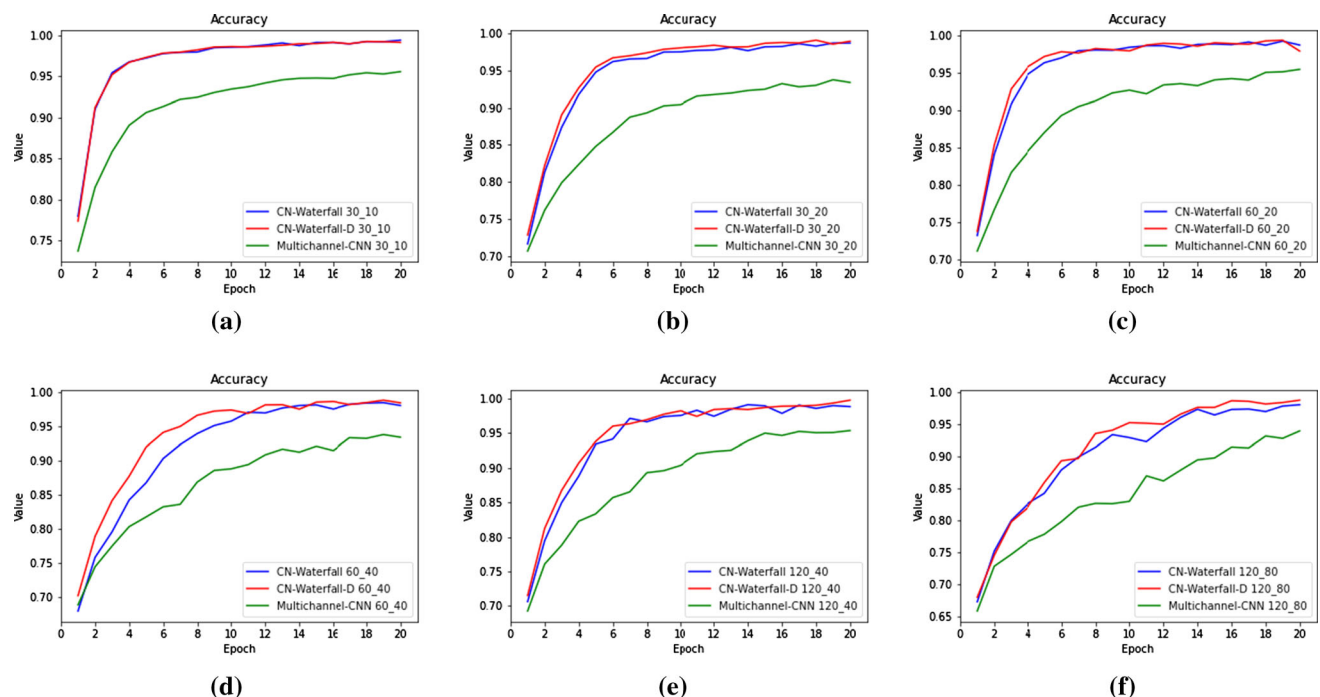 Accuracy
Value
1.00
0.95
0.90
0.85
0.80
0.75
CN-Waterfall 30_10
CN-Waterfall-D 30_10
Multichannel-CNN 30_10
0 2 4 6 8 10 12 14 16 18 20
Epoch
(a)
Accuracy
Value
1.00
0.95
0.90
0.85
0.80
0.75
0.70
CN-Waterfall 30_20
CN-Waterfall-D 30_20
Multichannel-CNN 30_20
0 2 4 6 8 10 12 14 16 18 20
Epoch
(b)
Accuracy
Value
1.00
0.95
0.90
0.85
0.80
0.75
0.70
CN-Waterfall 60_20
CN-Waterfall-D 60_20
Multichannel-CNN 60_20
0 2 4 6 8 10 12 14 16 18 20
Epoch
(c)
Accuracy
Value
1.00
0.95
0.90
0.85
0.80
0.75
0.70
CN-Waterfall 60_40
CN-Waterfall-D 60_40
Multichannel-CNN 60_40
0 2 4 6 8 10 12 14 16 18 20
Epoch
(d)
Accuracy
Value
1.00
0.95
0.90
0.85
0.80
0.75
0.70
CN-Waterfall 120_40
CN-Waterfall-D 120_40
Multichannel-CNN 120_40
0 2 4 6 8 10 12 14 16 18 20
Epoch
(e)
Accuracy
Value
1.00
0.95
0.90
0.85
0.80
0.75
0.70
0.65
CN-Waterfall 120_80
CN-Waterfall-D 120_80
Multichannel-CNN 120_80
0 2 4 6 8 10 12 14 16 18 20
Epoch
(f)